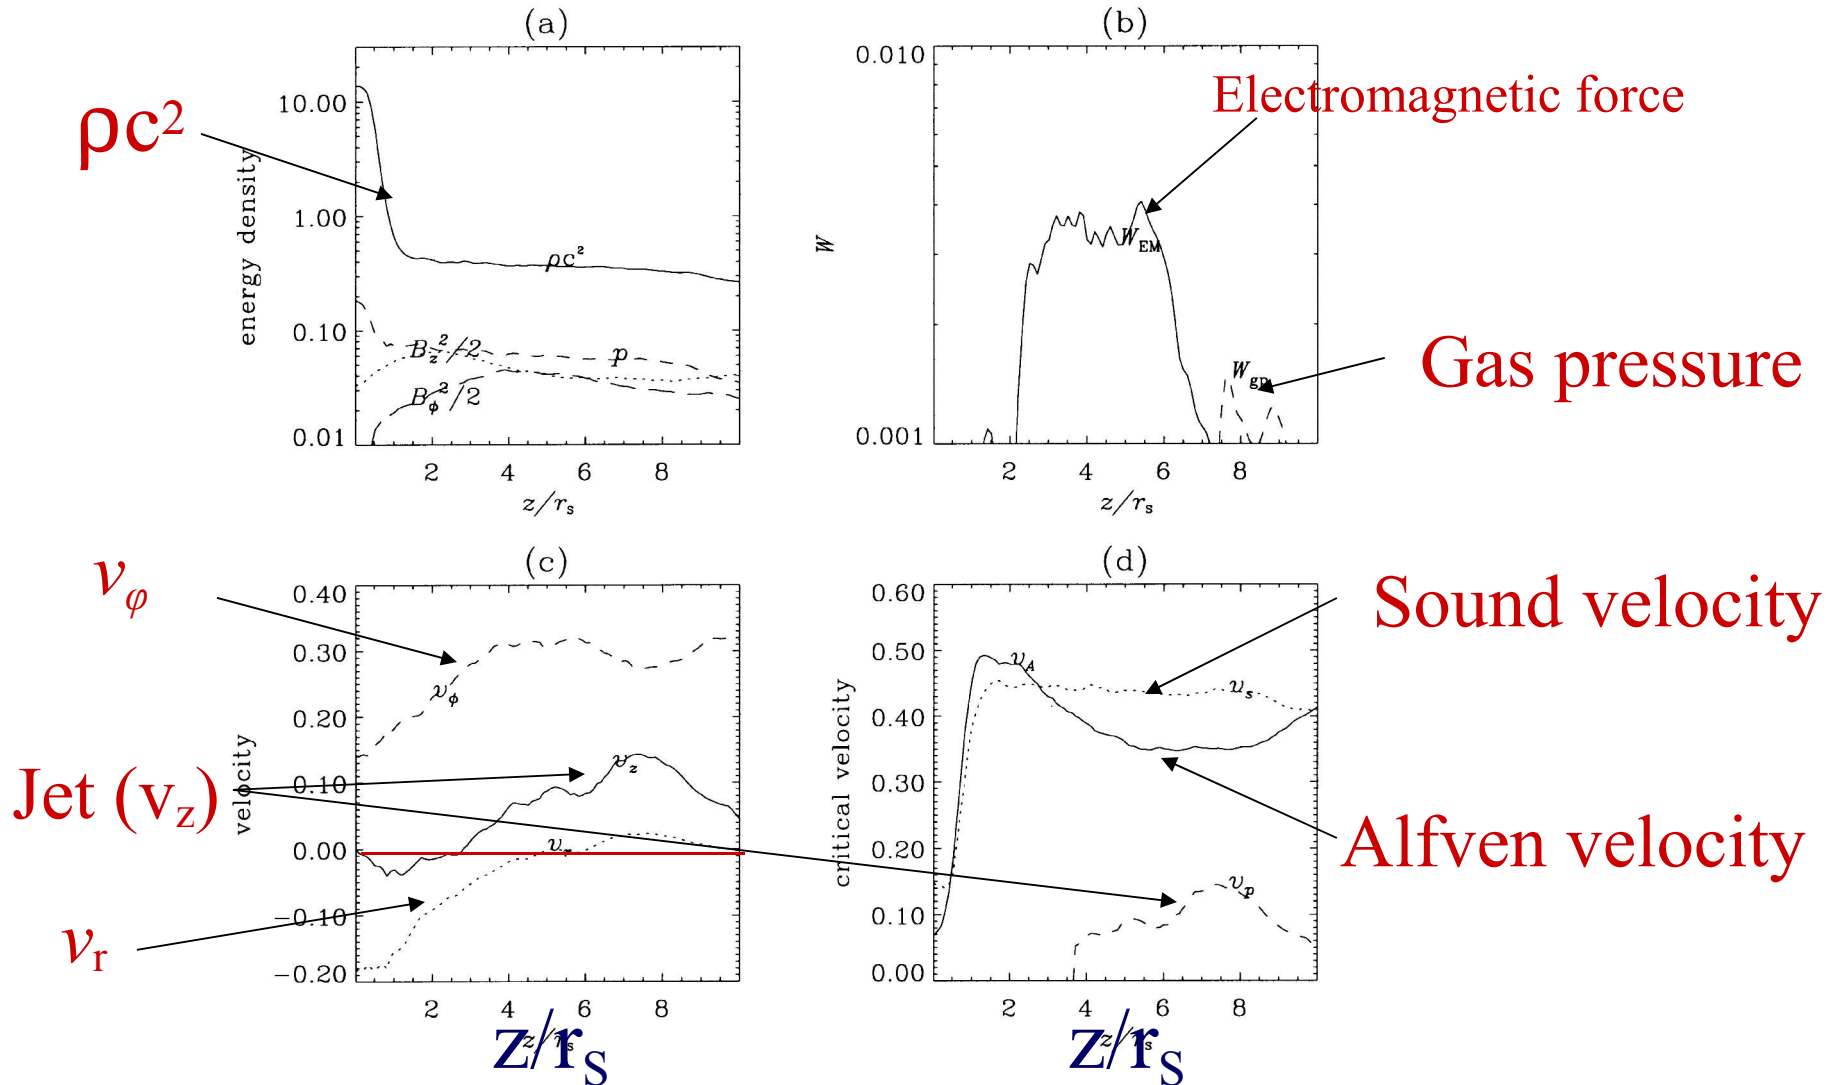 (a)
10.00
1.00
0.10
0.01
energy density
ρc²
ρc²
B_z²/2
p
B_ϕ²/2
2 4 6 8
z/r_s
(b)
0.010
0.001
W
Electromagnetic force
W_EM
W_gp
Gas pressure
2 4 6 8
z/r_s
(c)
0.40
0.30
0.20
0.10
0.00
−0.10
−0.20
velocity
v_φ
v_ϕ
Jet (v_z)
v_z
v_r
v_r
2 4 6 8
z/r_s
z/r_S
(d)
0.60
0.50
0.40
0.30
0.20
0.10
0.00
critical velocity
v_A
v_s
v_p
Sound velocity
Alfven velocity
2 4 6 8
z/r_s
z/r_S